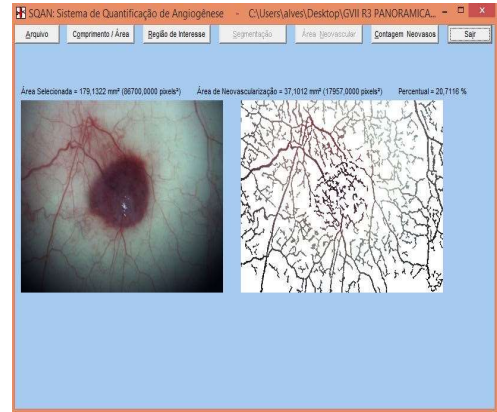 SQAN: Sistema de Quantificação de Angiogênese - C:\Users\alves\Desktop\GVII R3 PANORAMICA...
Arquivo Comprimento / Área Região de Interesse Segmentação Área Neovascular Contagem Neovasos Sair
Área Selecionada = 179,1322 mm² (86700,0000 pixels²) Área de Neovascularização = 37,1012 mm² (17957,0000 pixels²) Percentual = 20,7116 %